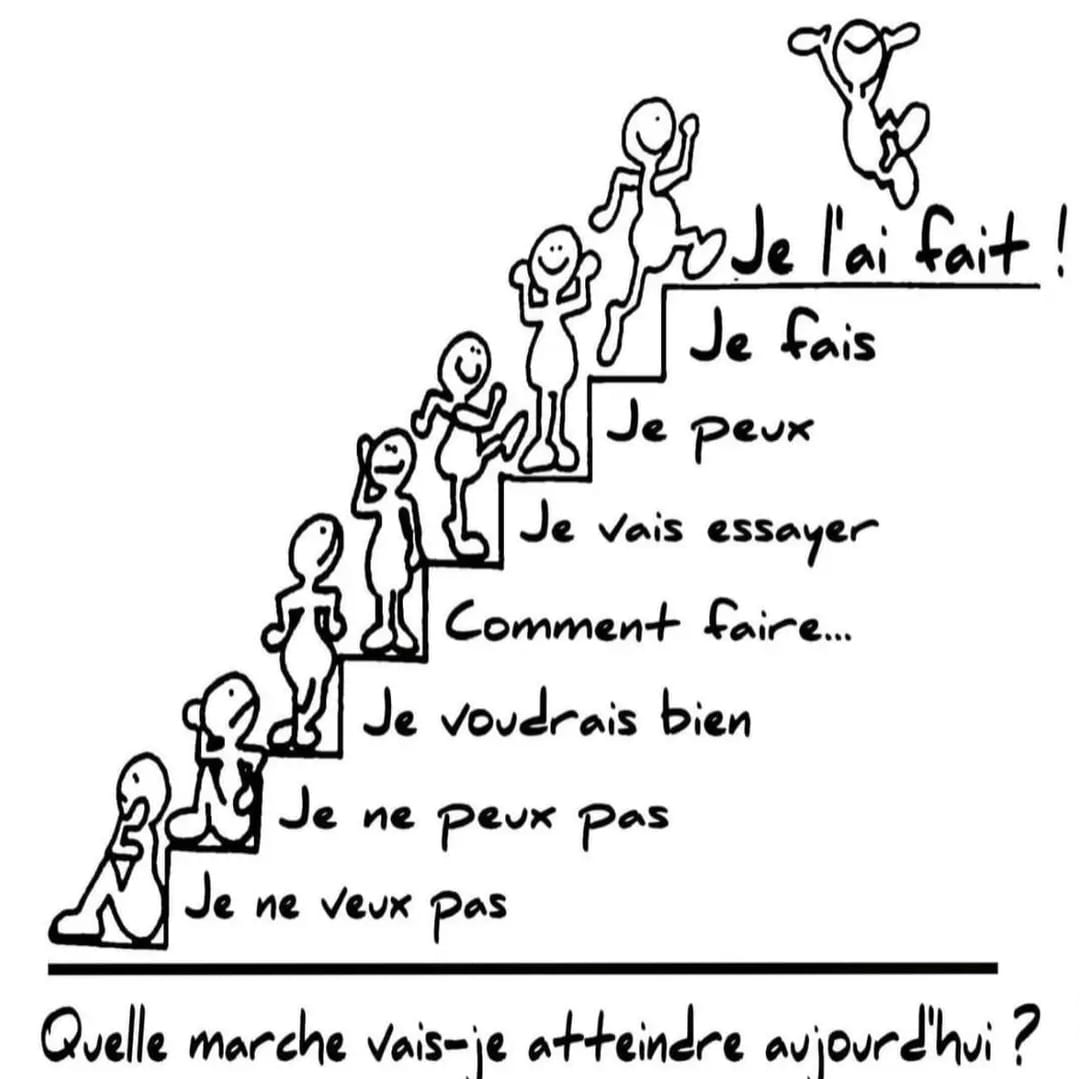 Je l'ai fait !
Je fais
Je peux
Je vais essayer
Comment faire...
Je voudrais bien
Je ne peux pas
Je ne veux pas
Quelle marche vais-je atteindre aujourd'hui ?